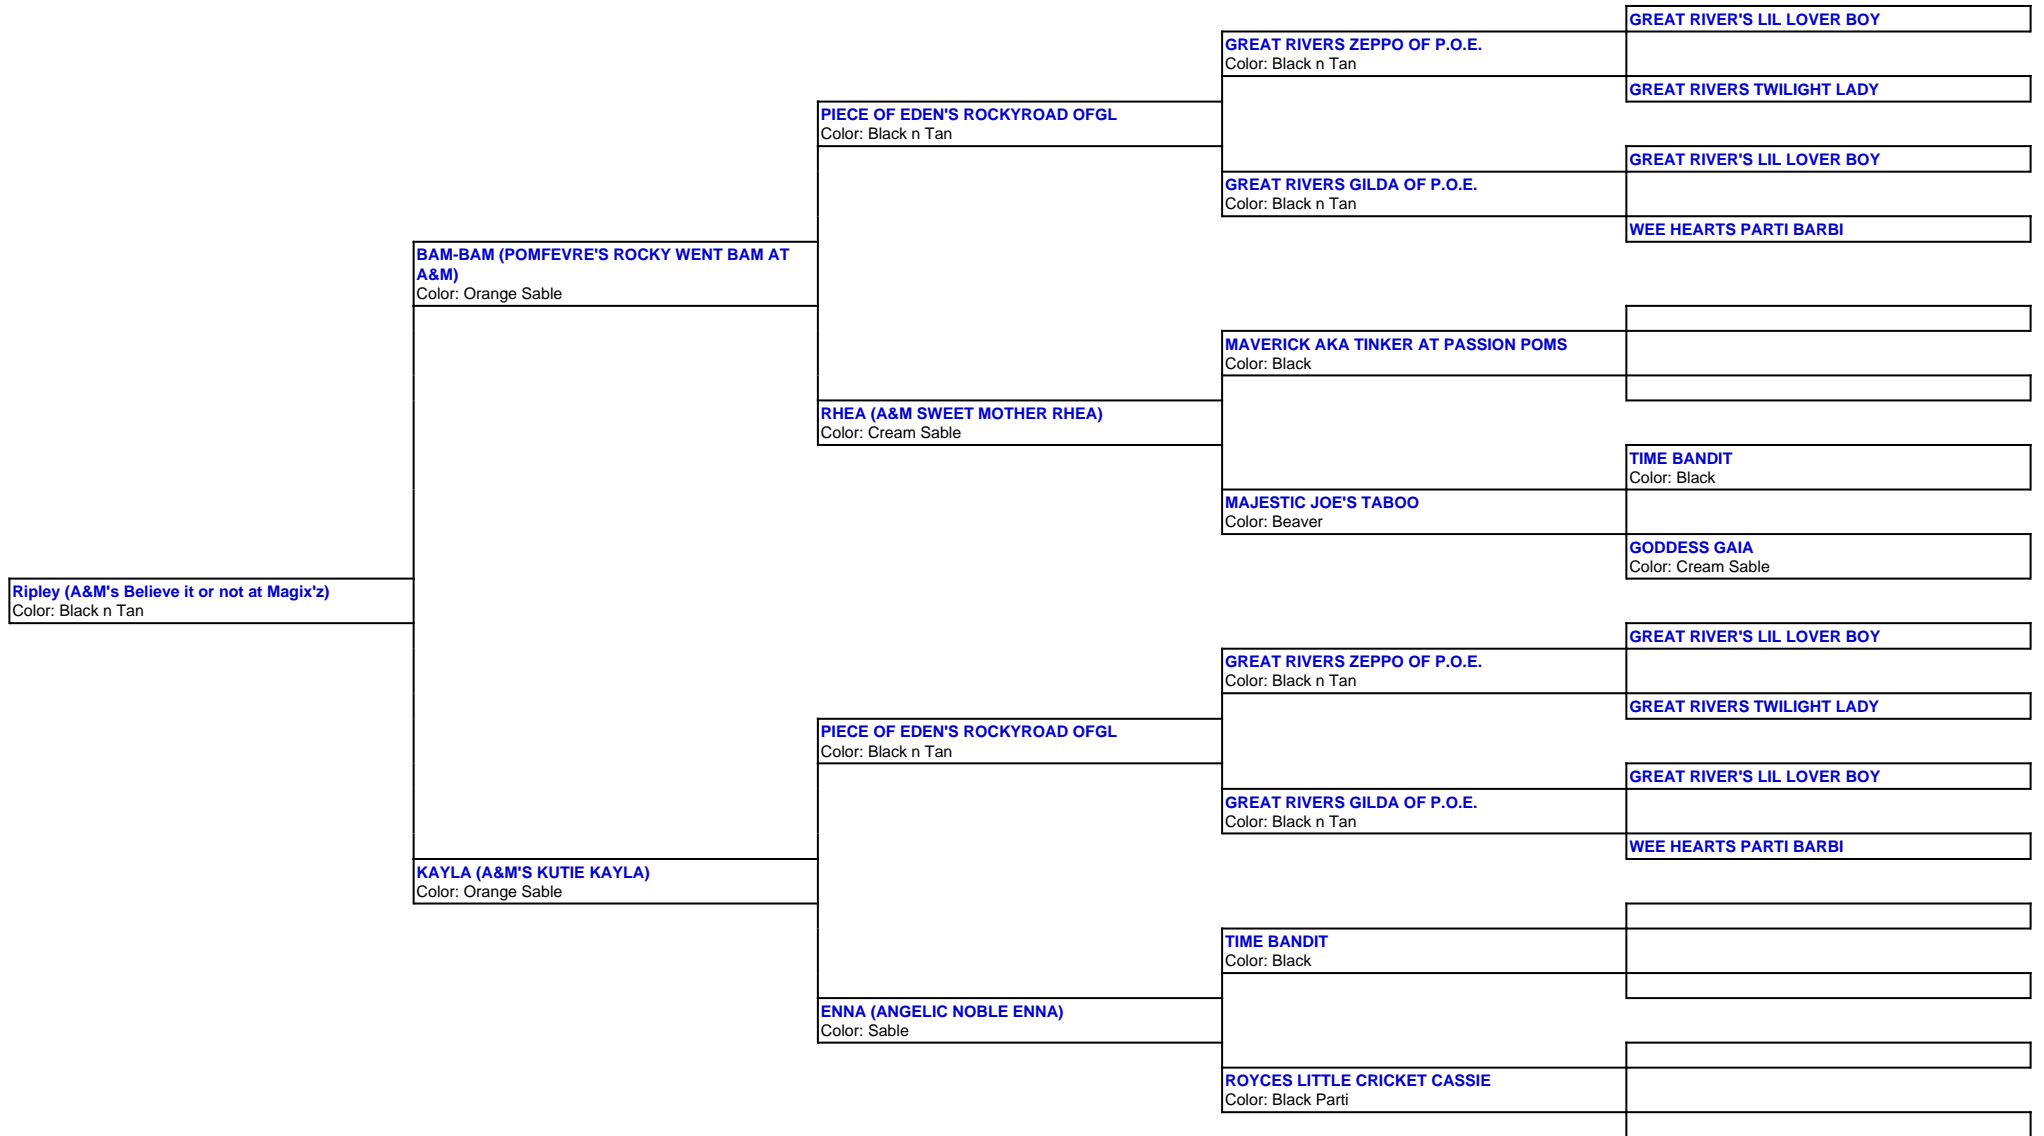 GREAT RIVER'S LIL LOVER BOY
GREAT RIVERS ZEPPO OF P.O.E.
Color: Black n Tan
GREAT RIVERS TWILIGHT LADY
PIECE OF EDEN'S ROCKYROAD OFGL
Color: Black n Tan
GREAT RIVER'S LIL LOVER BOY
GREAT RIVERS GILDA OF P.O.E.
Color: Black n Tan
WEE HEARTS PARTI BARBI
BAM-BAM (POMFEVRE'S ROCKY WENT BAM AT
A&M)
Color: Orange Sable
MAVERICK AKA TINKER AT PASSION POMS
Color: Black
RHEA (A&M SWEET MOTHER RHEA)
Color: Cream Sable
TIME BANDIT
Color: Black
MAJESTIC JOE'S TABOO
Color: Beaver
GODDESS GAIA
Color: Cream Sable
Ripley (A&M's Believe it or not at Magix'z)
Color: Black n Tan
GREAT RIVER'S LIL LOVER BOY
GREAT RIVERS ZEPPO OF P.O.E.
Color: Black n Tan
GREAT RIVERS TWILIGHT LADY
PIECE OF EDEN'S ROCKYROAD OFGL
Color: Black n Tan
GREAT RIVER'S LIL LOVER BOY
GREAT RIVERS GILDA OF P.O.E.
Color: Black n Tan
WEE HEARTS PARTI BARBI
KAYLA (A&M'S KUTIE KAYLA)
Color: Orange Sable
TIME BANDIT
Color: Black
ENNA (ANGELIC NOBLE ENNA)
Color: Sable
ROYCES LITTLE CRICKET CASSIE
Color: Black Parti